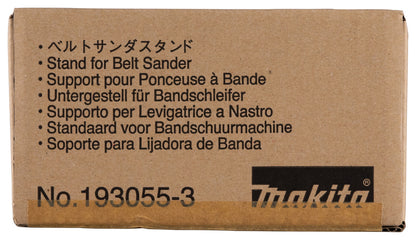 ・ベルトサンダスタンド
・Stand for Belt Sander
・Support pour Ponceuse à Bande
・Untergestell für Bandschleifer
・Supporto per Levigatrice a Nastro
・Standaard voor Bandschuurmachine
・Soporte para Lijadora de Banda
No.193055-3
makita